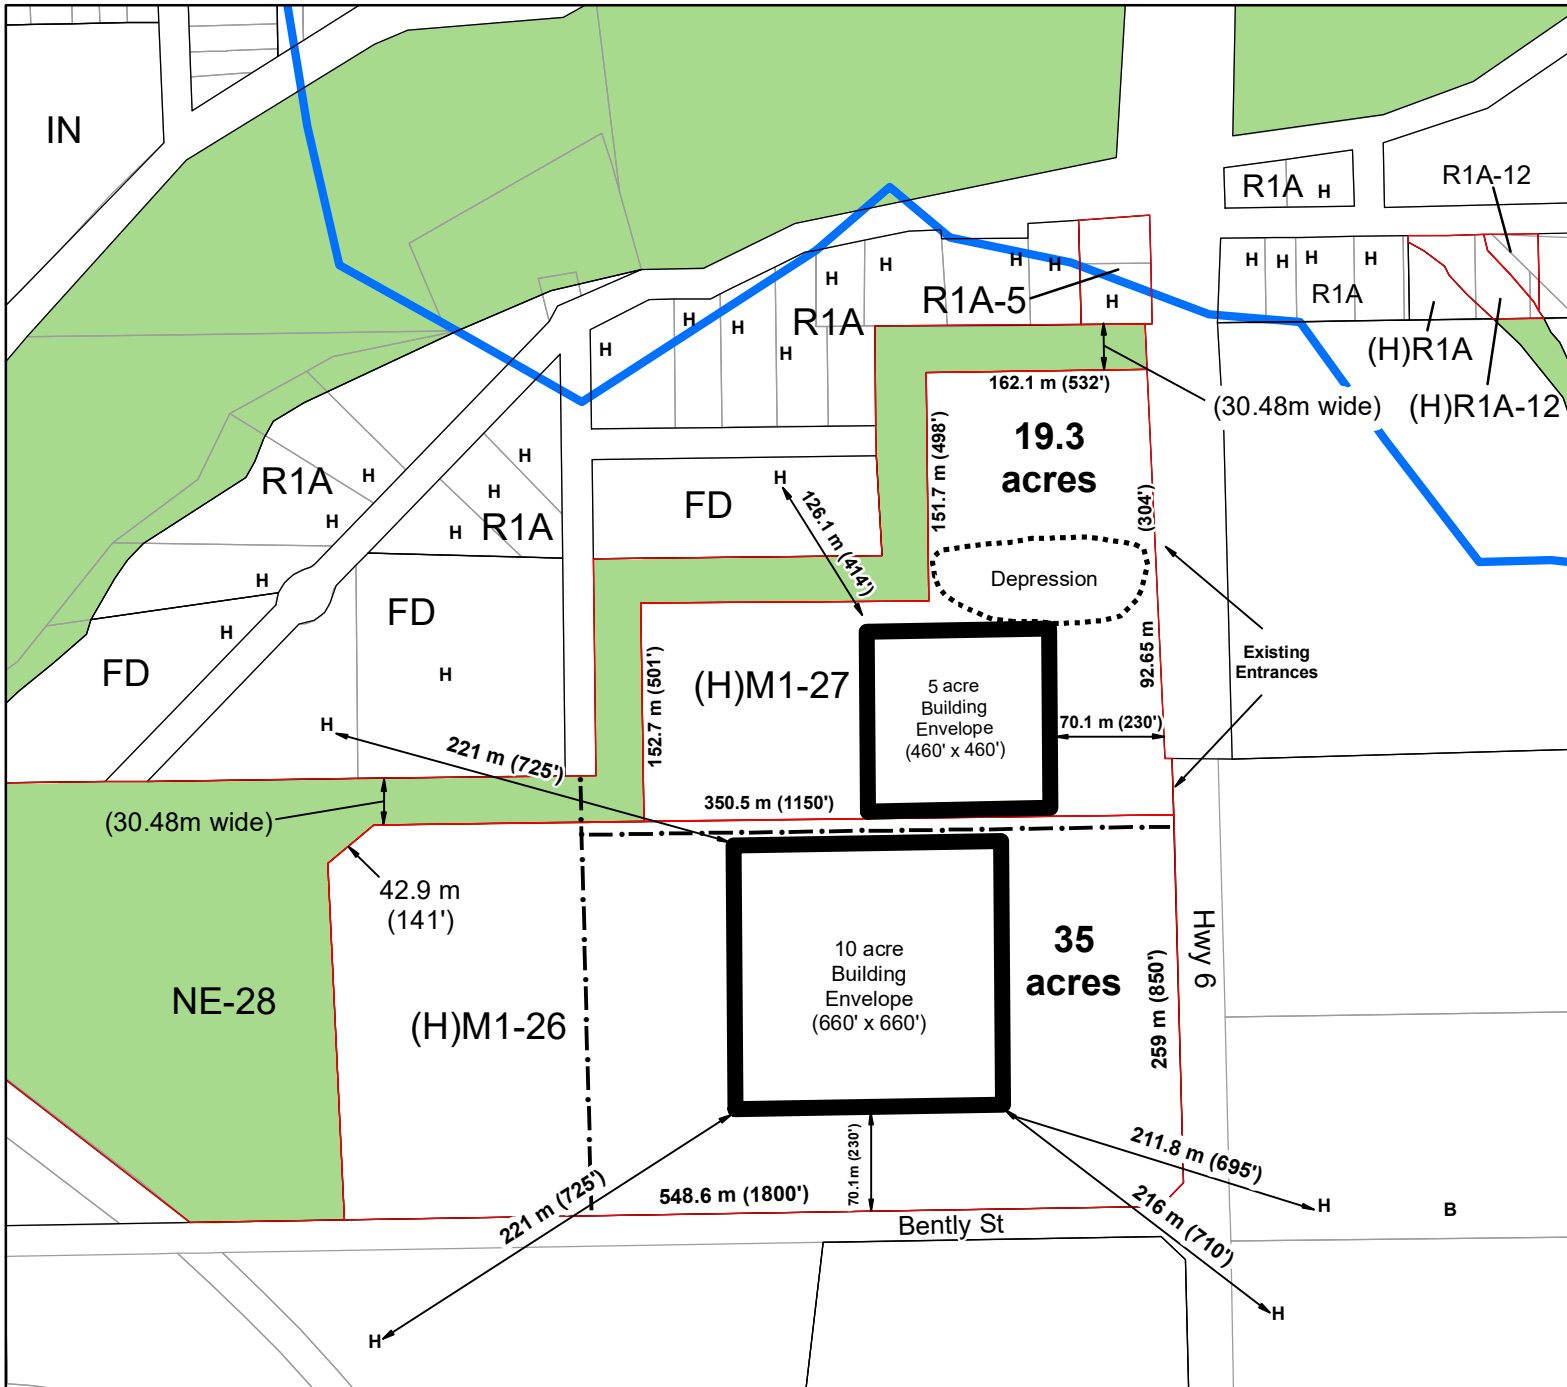 IN
R1A
H
R1A-12
H
H
H
H
R1A
H
H
H
H
H
R1A-5
H
R1A
H
H
H
H
(H)R1A
(H)R1A-12
(30.48m wide)
162.1 m (532')
19.3
acres
151.7 m (498')
(304')
92.65 m
R1A
H
H
H
H
H
R1A
FD
H
126.1 m (414')
Depression
H
FD
H
FD
H
H
221 m (725')
(H)M1-27
152.7 m (501')
5 acre
Building
Envelope
(460' x 460')
70.1 m (230')
Existing
Entrances
350.5 m (1150')
(30.48m wide)
42.9 m
(141')
NE-28
(H)M1-26
10 acre
Building
Envelope
(660' x 660')
35
acres
259 m (850')
Hwy 6
70.1 m (230')
221 m (725')
548.6 m (1800')
211.8 m (695')
216 m (710')
Bently St
H
B
H
H